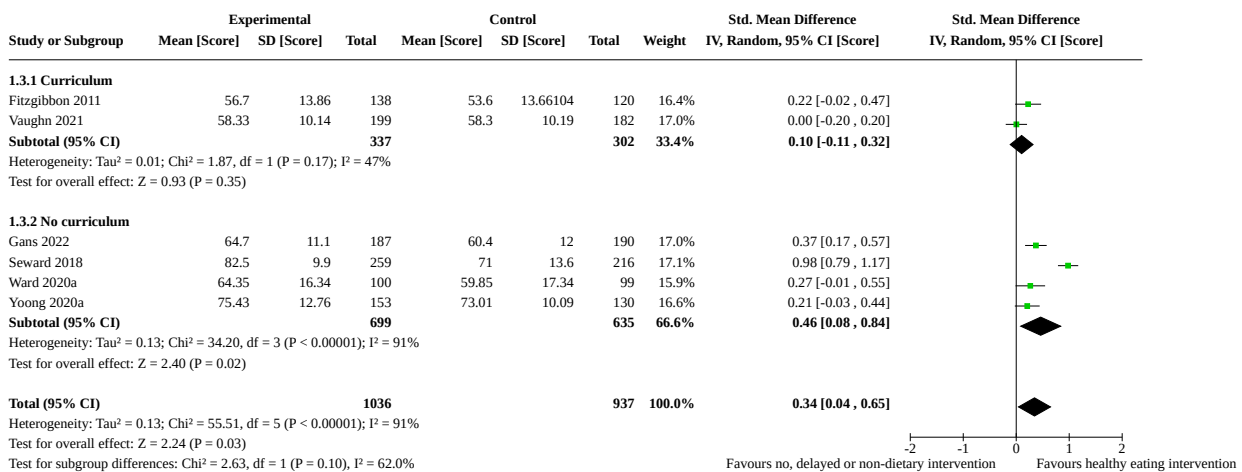 Experimental Control Std. Mean Difference Std. Mean Difference
Study or Subgroup Mean [Score] SD [Score] Total Mean [Score] SD [Score] Total Weight IV, Random, 95% CI [Score] IV, Random, 95% CI [Score]
1.3.1 Curriculum
Fitzgibbon 2011 56.7 13.86 138 53.6 13.66104 120 16.4% 0.22 [-0.02 , 0.47]
Vaughn 2021 58.33 10.14 199 58.3 10.19 182 17.0% 0.00 [-0.20 , 0.20]
Subtotal (95% CI) 337 302 33.4% 0.10 [-0.11 , 0.32]
Heterogeneity: Tau² = 0.01; Chi² = 1.87, df = 1 (P = 0.17); I² = 47%
Test for overall effect: Z = 0.93 (P = 0.35)
1.3.2 No curriculum
Gans 2022 64.7 11.1 187 60.4 12 190 17.0% 0.37 [0.17 , 0.57]
Seward 2018 82.5 9.9 259 71 13.6 216 17.1% 0.98 [0.79 , 1.17]
Ward 2020a 64.35 16.34 100 59.85 17.34 99 15.9% 0.27 [-0.01 , 0.55]
Yoong 2020a 75.43 12.76 153 73.01 10.09 130 16.6% 0.21 [-0.03 , 0.44]
Subtotal (95% CI) 699 635 66.6% 0.46 [0.08 , 0.84]
Heterogeneity: Tau² = 0.13; Chi² = 34.20, df = 3 (P < 0.00001); I² = 91%
Test for overall effect: Z = 2.40 (P = 0.02)
Total (95% CI) 1036 937 100.0% 0.34 [0.04 , 0.65]
Heterogeneity: Tau² = 0.13; Chi² = 55.51, df = 5 (P < 0.00001); I² = 91%
Test for overall effect: Z = 2.24 (P = 0.03) -2 -1 0 1 2
Test for subgroup differences: Chi² = 2.63, df = 1 (P = 0.10), I² = 62.0% Favours no, delayed or non-dietary intervention Favours healthy eating intervention